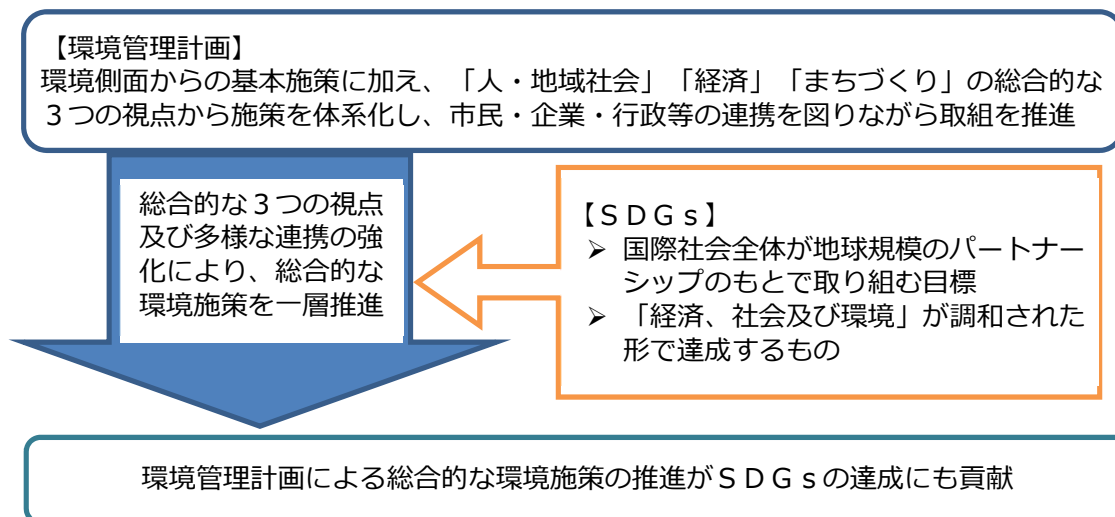 【環境管理計画】
環境側面からの基本施策に加え、「人・地域社会」「経済」「まちづくり」の総合的な
３つの視点から施策を体系化し、市民・企業・行政等の連携を図りながら取組を推進
総合的な３つの視点
及び多様な連携の強
化により、総合的な
環境施策を一層推進
【ＳＤＧｓ】
➢ 国際社会全体が地球規模のパートナー
シップのもとで取り組む目標
➢ 「経済、社会及び環境」が調和された
形で達成するもの
環境管理計画による総合的な環境施策の推進がＳＤＧｓの達成にも貢献